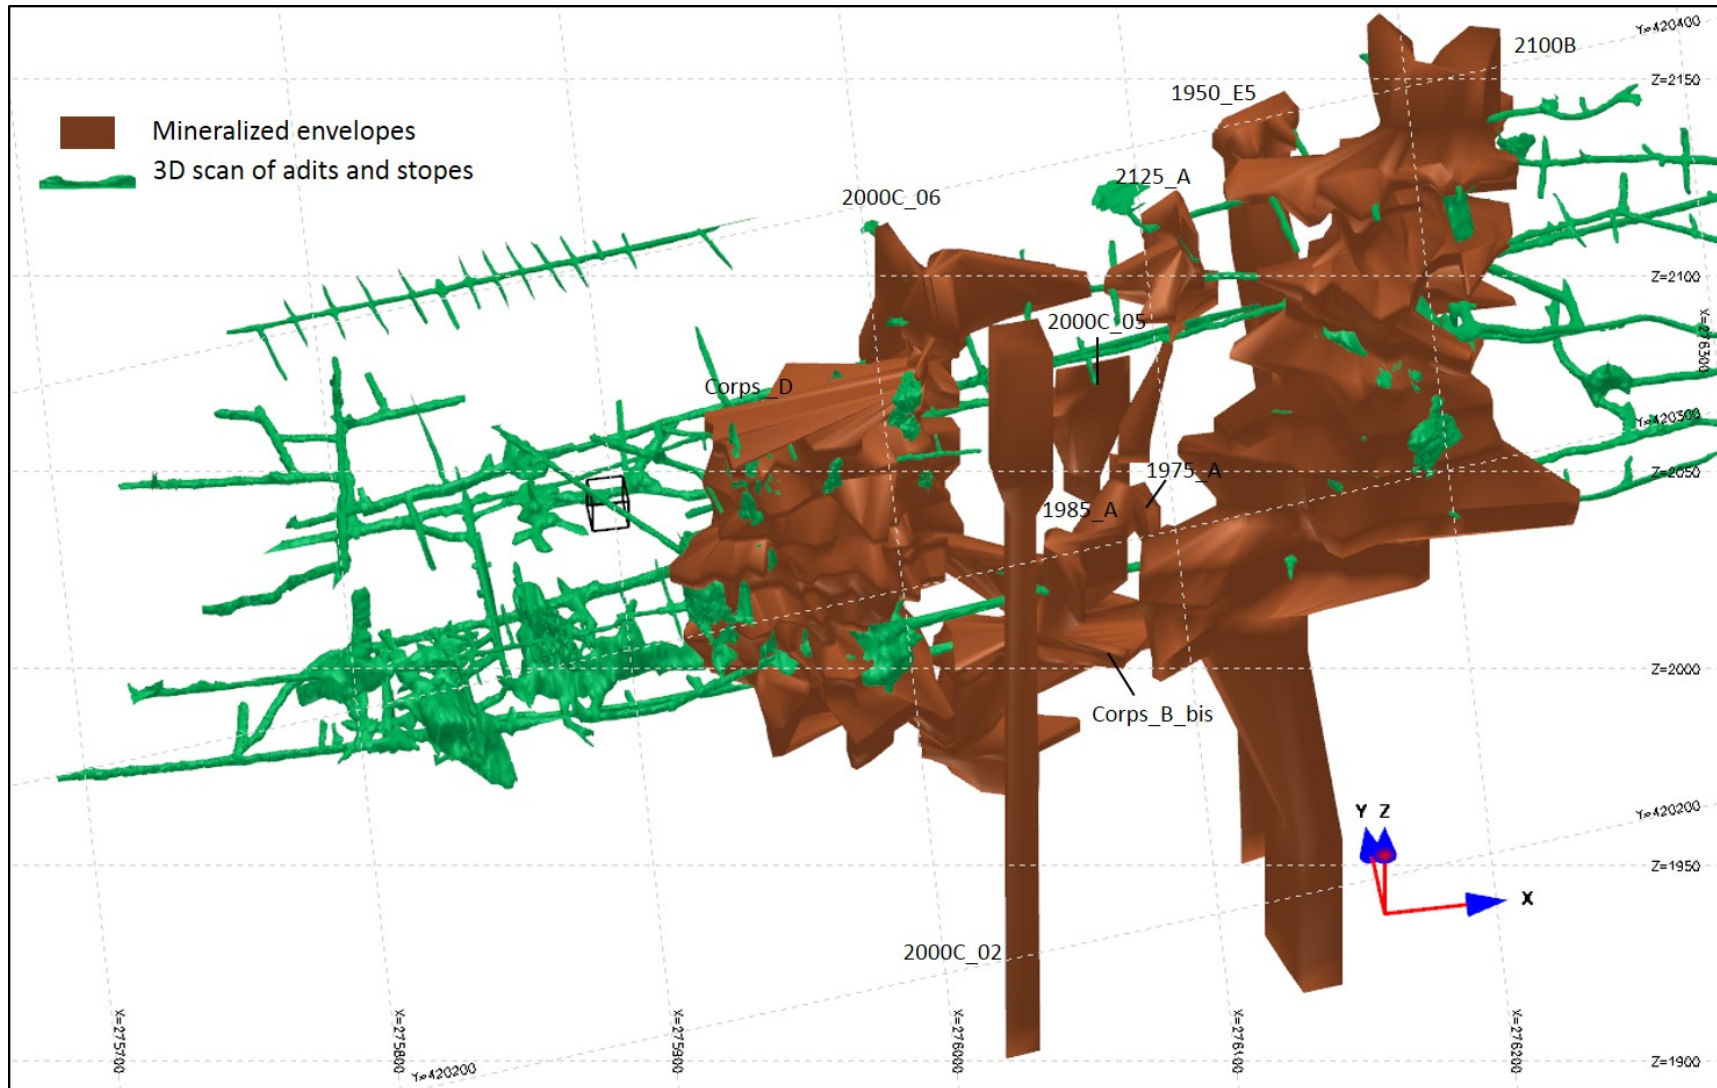 Y=420400
2100B
Z=2150
1950_E5
Mineralized envelopes
3D scan of adits and stopes
2125_A
2000C_06
Z=2100
2000C_05
X=276300
Corps_D
Y=420300
Z=2050
1975_A
1985_A
Z=2000
Corps_B_bis
Y=420200
Y Z
Z=1950
X
2000C_02
X=275700
X=275800
X=275900
X=276000
X=276100
X=276200
Z=1900
Y=420200